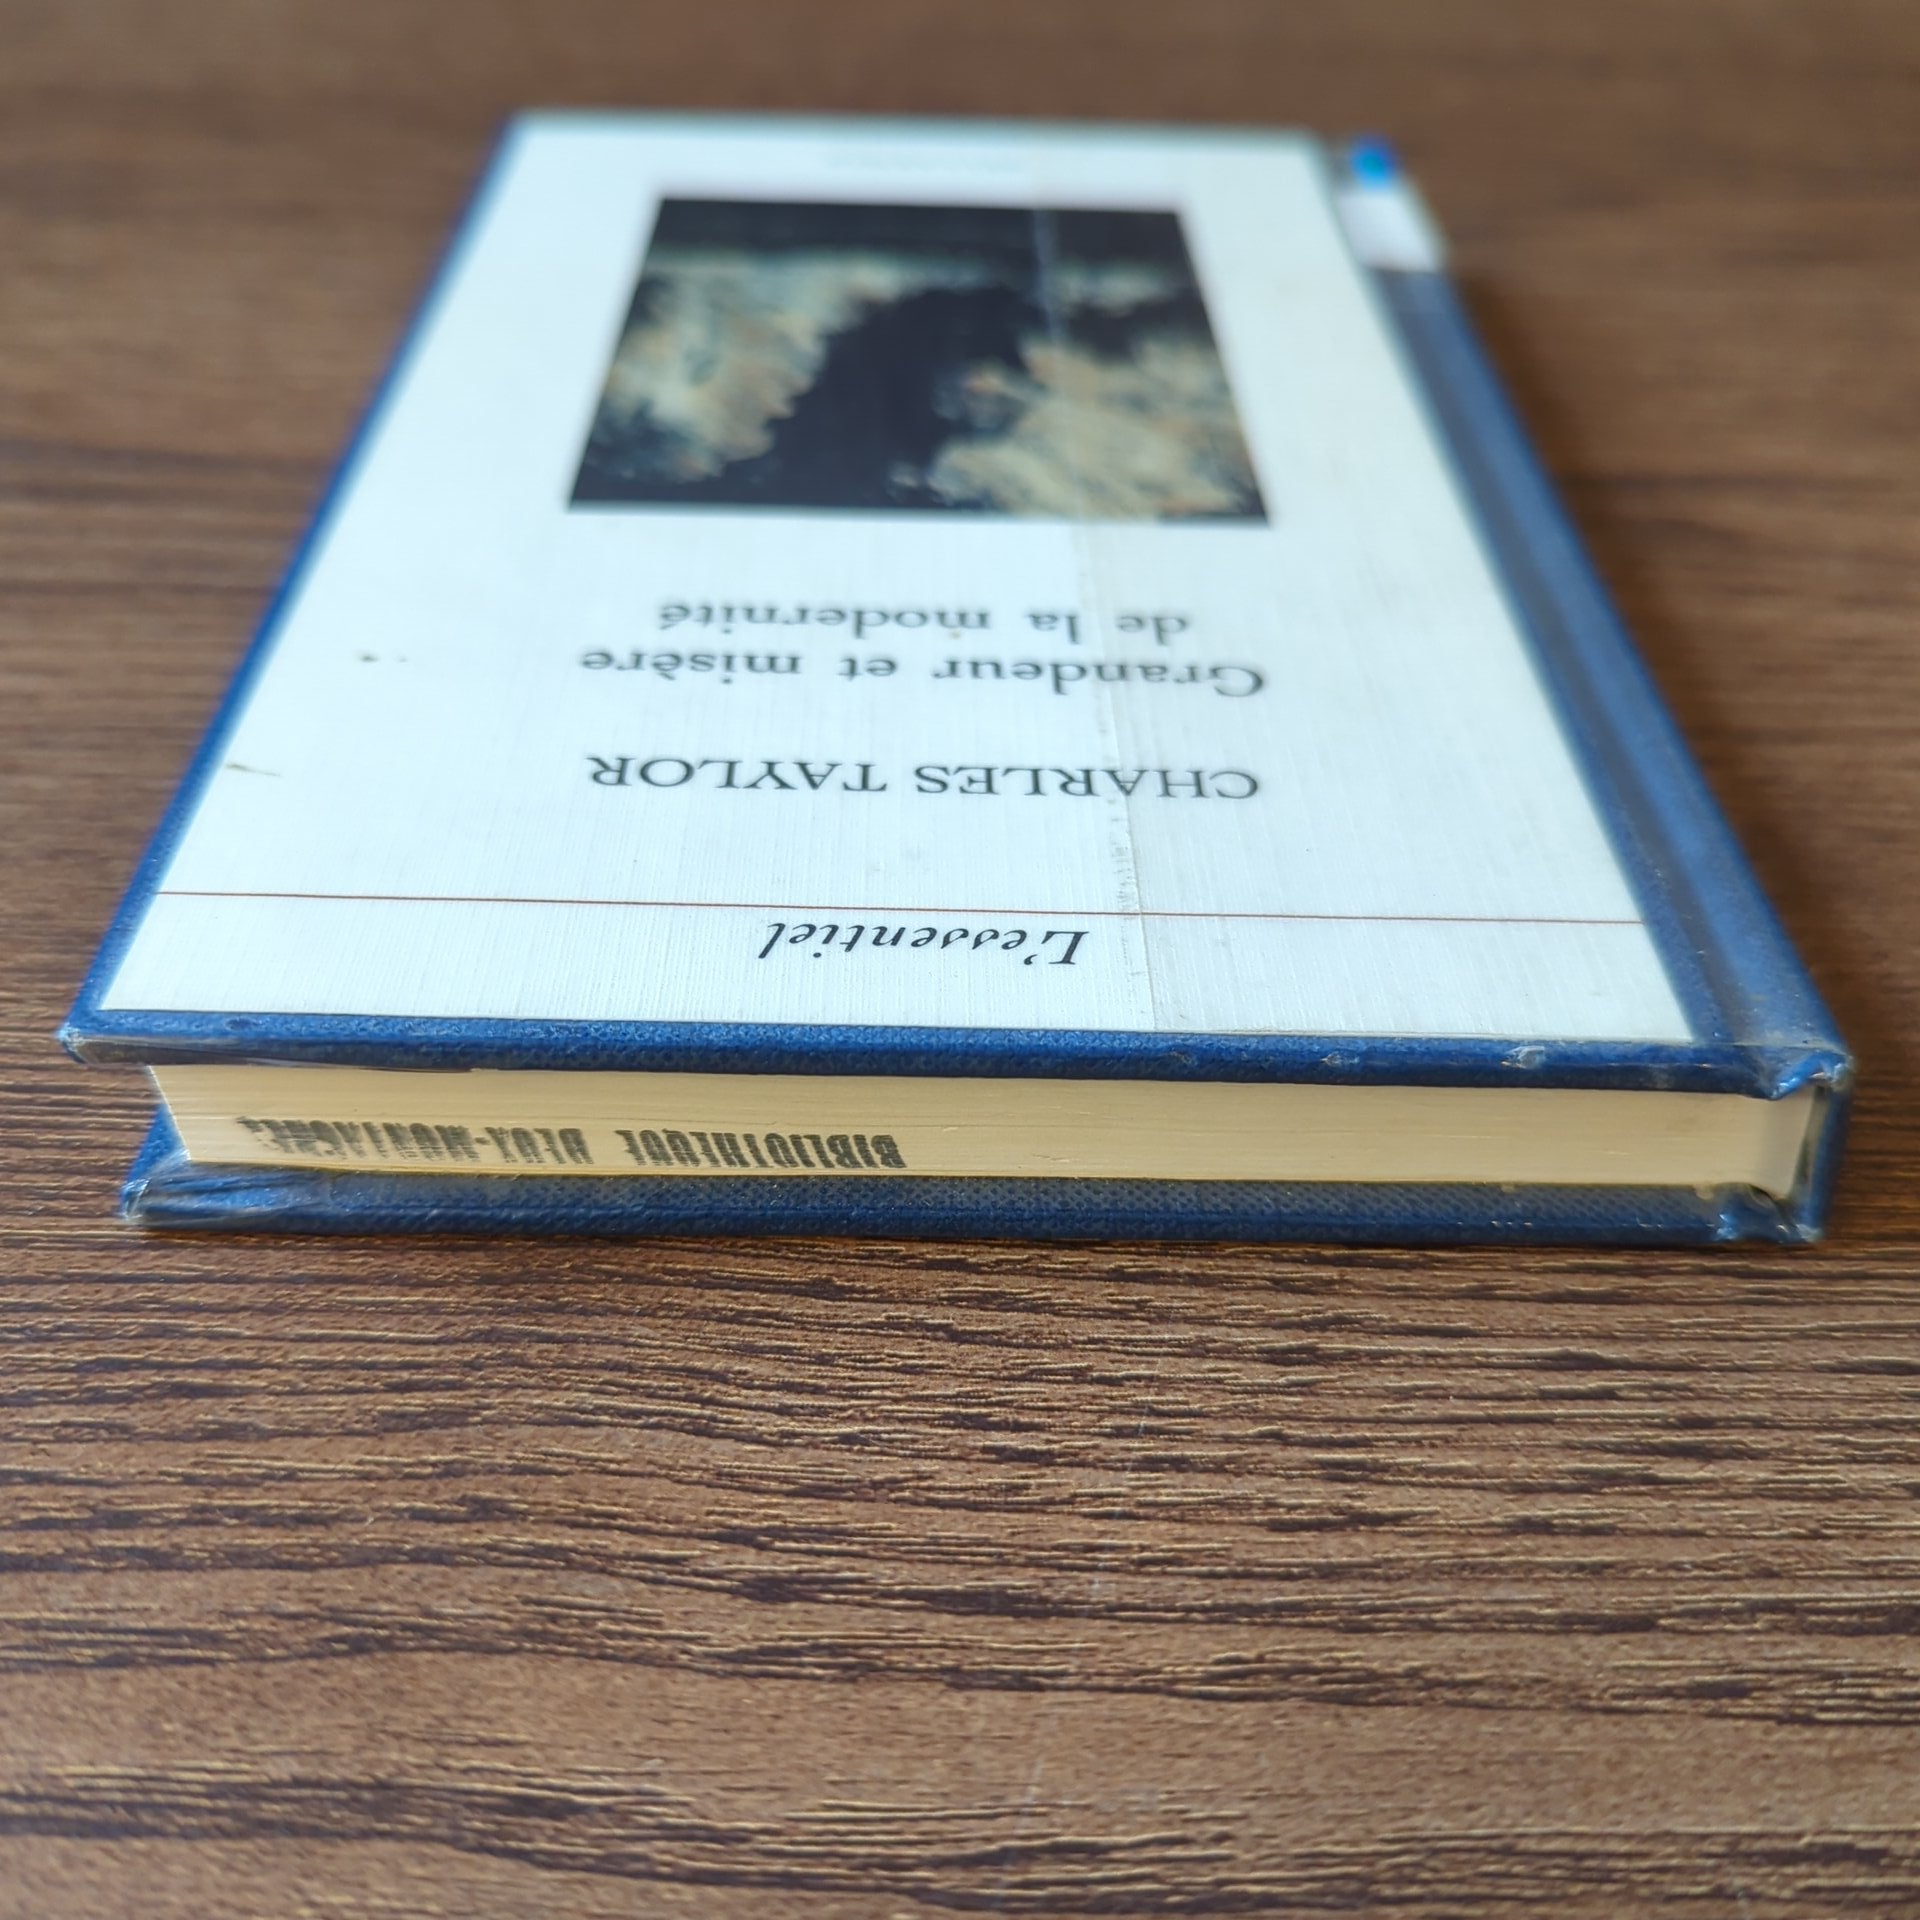 L'essentiel
CHARLES TAYLOR
Grandeur et misère
de la modernité
BIBLIOTHEQUE DEUX-MONTAGNES